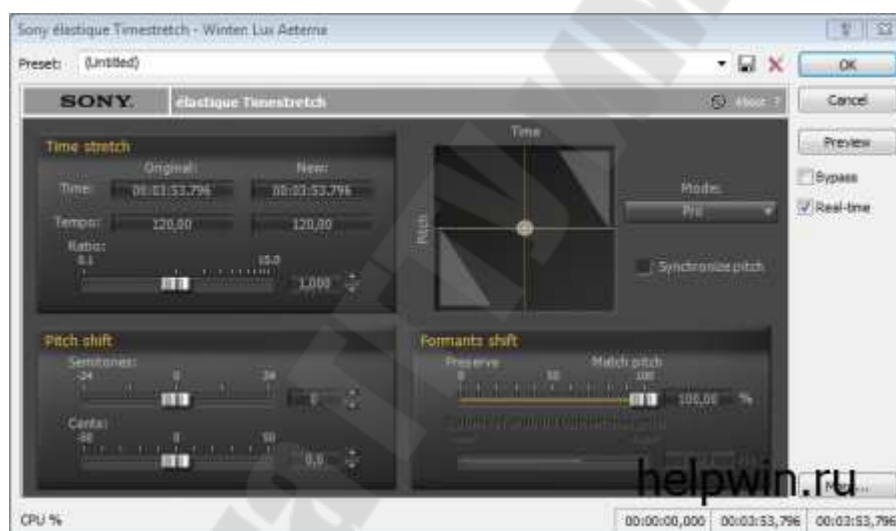 Sony élastique Timestretch - Winter: Lux Aeterna
Preset: (Untitled)
OK
SONY. élastique Timestretch About ?
Cancel
Preview
Bypass
Real-time
Time stretch
Original: New:
Time: 00:03:53,796 00:03:53,796
Tempo: 120,00 120,00
Ratio:
0.1 10.0
1,000
Time
Pitch
Mode:
Pro
Synchronize pitch
Pitch shift
Semitones:
-24 0 24
0
Cents:
-50 0 50
0,0
Formants shift
Preserve Match pitch
0 50 100
100,00 %
More...
helpwin.ru
CPU %
00:00:00,000 00:03:53,796 00:03:53,796